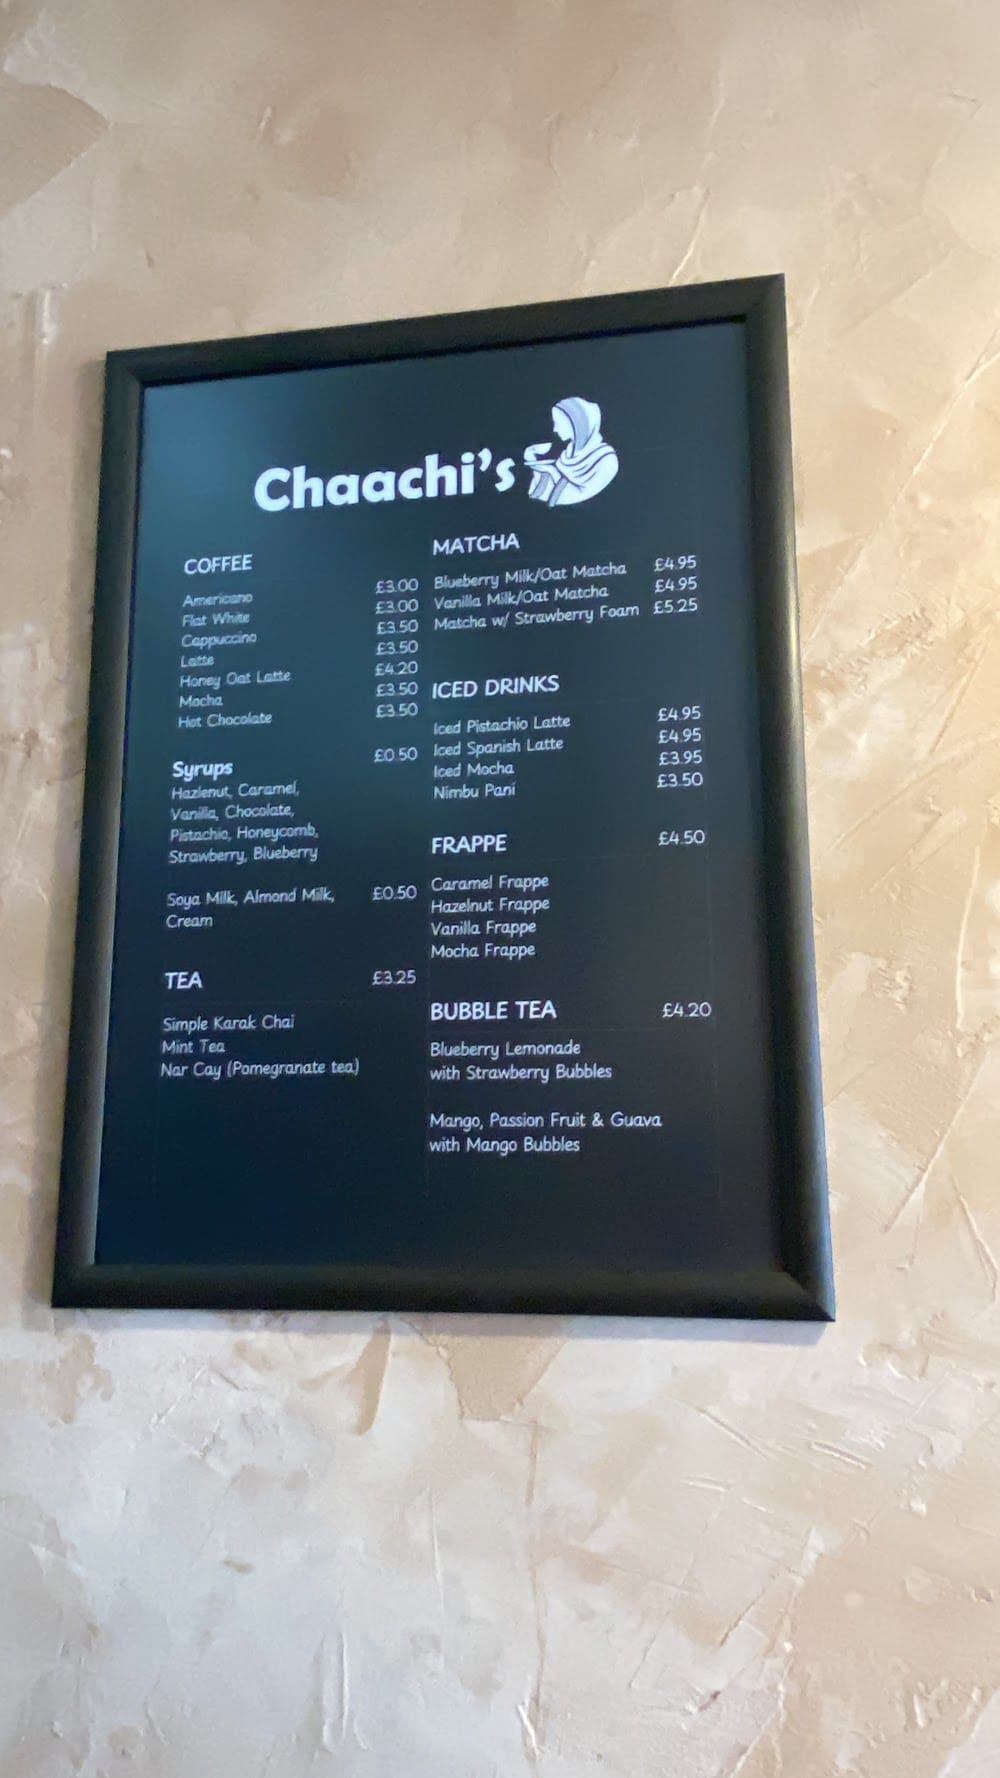 Chaachi's
COFFEE
Americano £3.00
Flat White £3.00
Cappuccino £3.50
Latte £3.50
Honey Oat Latte £4.20
Mocha £3.50
Hot Chocolate £3.50
Syrups £0.50
Hazlenut, Caramel,
Vanilla, Chocolate,
Pistachio, Honeycomb,
Strawberry, Blueberry
Soya Milk, Almond Milk, £0.50
Cream
TEA £3.25
Simple Karak Chai
Mint Tea
Nar Cay (Pomegranate tea)
MATCHA
Blueberry Milk/Oat Matcha £4.95
Vanilla Milk/Oat Matcha £4.95
Matcha w/ Strawberry Foam £5.25
ICED DRINKS
Iced Pistachio Latte £4.95
Iced Spanish Latte £4.95
Iced Mocha £3.95
Nimbu Pani £3.50
FRAPPE £4.50
Caramel Frappe
Hazelnut Frappe
Vanilla Frappe
Mocha Frappe
BUBBLE TEA £4.20
Blueberry Lemonade
with Strawberry Bubbles
Mango, Passion Fruit & Guava
with Mango Bubbles